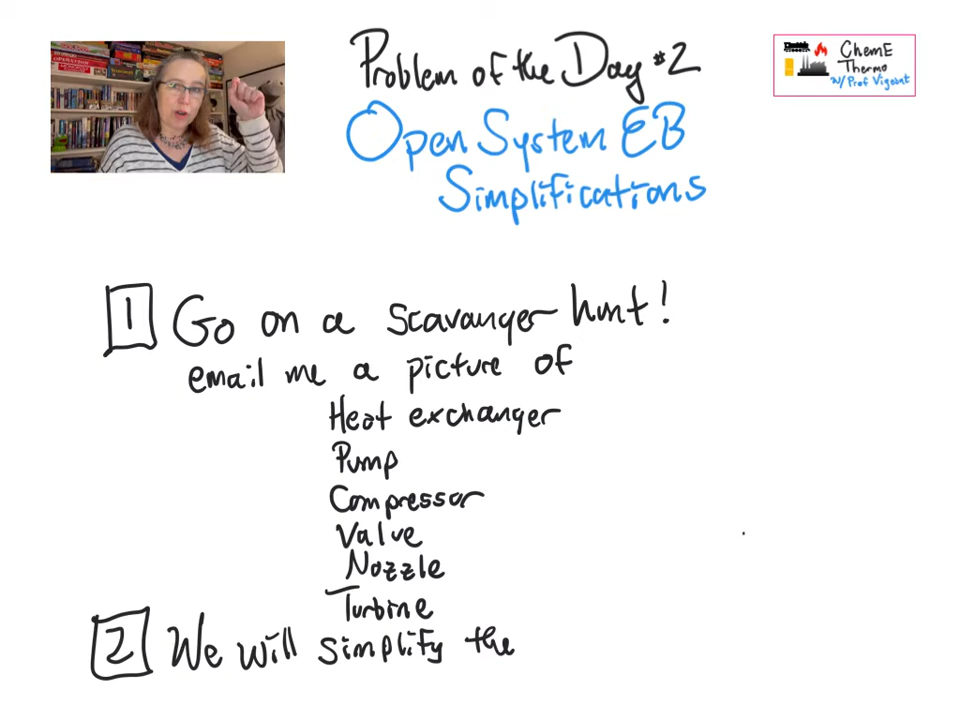 Problem of the Day #2
Open System EB
Simplifications
ChemE
Thermo
w/ Prof Vigeant
1 Go on a scavanger hunt!
email me a picture of
Heat exchanger
Pump
Compressor
Valve
Nozzle
Turbine
2 We will simplify the